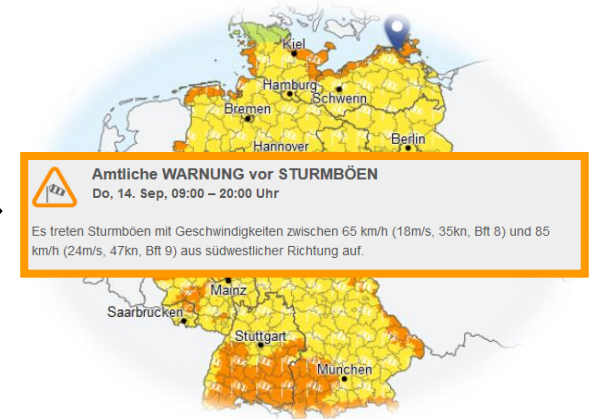 Kiel
Hamburg
Schwerin
Bremen
Berlin
Hannover
Amtliche WARNUNG vor STURMBÖEN
Do, 14. Sep, 09:00 – 20:00 Uhr
Es treten Sturmböen mit Geschwindigkeiten zwischen 65 km/h (18m/s, 35kn, Bft 8) und 85
km/h (24m/s, 47kn, Bft 9) aus südwestlicher Richtung auf.
Mainz
Saarbrücken
Stuttgart
München